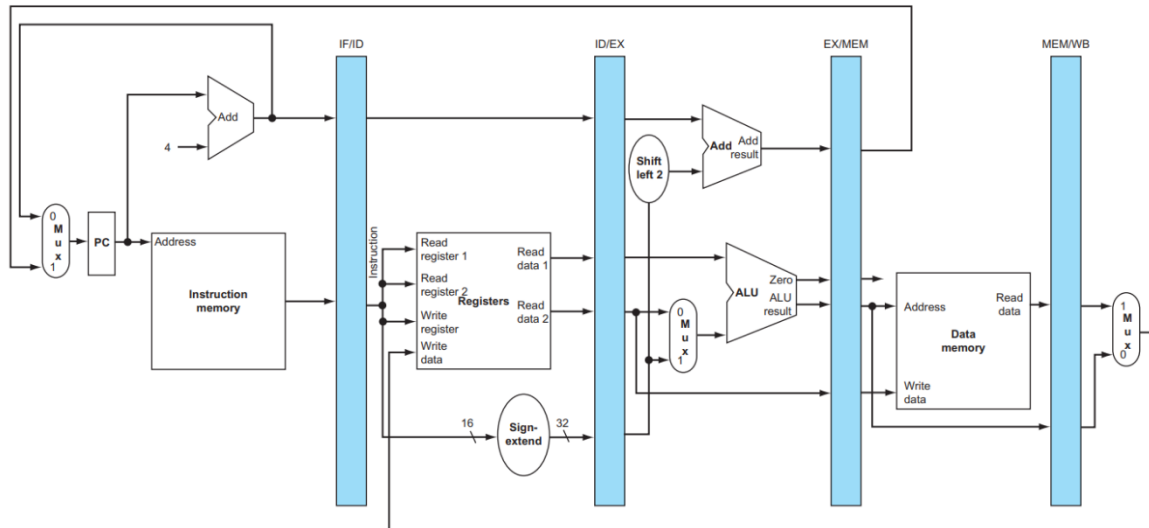 IF/ID
ID/EX
EX/MEM
MEM/WB
Add
4
Add
Add
result
Shift
left 2
0
M
u
x
1
PC
Address
Instruction
memory
Instruction
Read
register 1
Read
register 2
Registers
Write
register
Write
data
Read
data 1
Read
data 2
16
Sign-
extend
32
0
M
u
x
1
Zero
ALU
ALU
result
Address
Read
data
Data
memory
Write
data
1
M
u
x
0